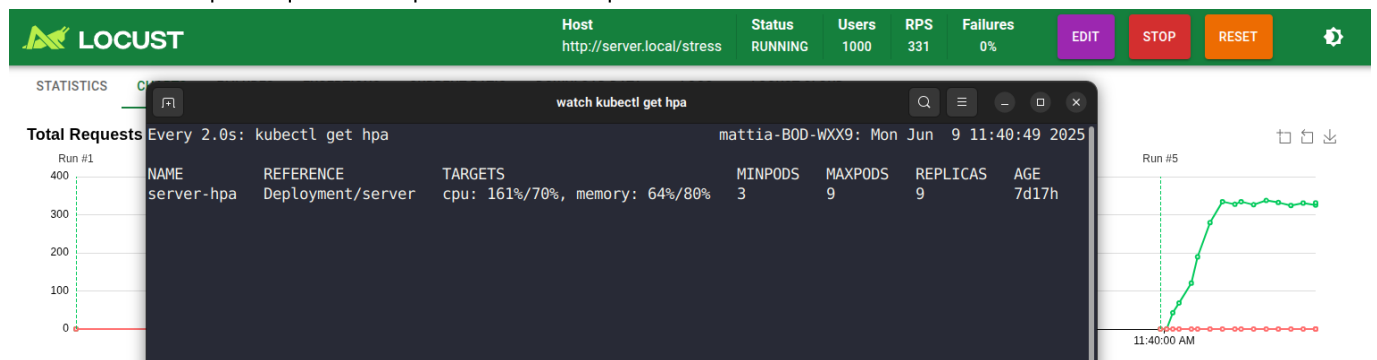 LOCUST
Host
http://server.local/stress
Status
RUNNING
Users
1000
RPS
331
Failures
0%
EDIT
STOP
RESET
STATISTICS
watch kubectl get hpa
Total Requests
Every 2.0s: kubectl get hpa mattia-BOD-WXX9: Mon Jun 9 11:40:49 2025
Run #1
Run #5
NAME REFERENCE TARGETS MINPODS MAXPODS REPLICAS AGE
server-hpa Deployment/server cpu: 161%/70%, memory: 64%/80% 3 9 9 7d17h
400
300
200
100
0
11:40:00 AM